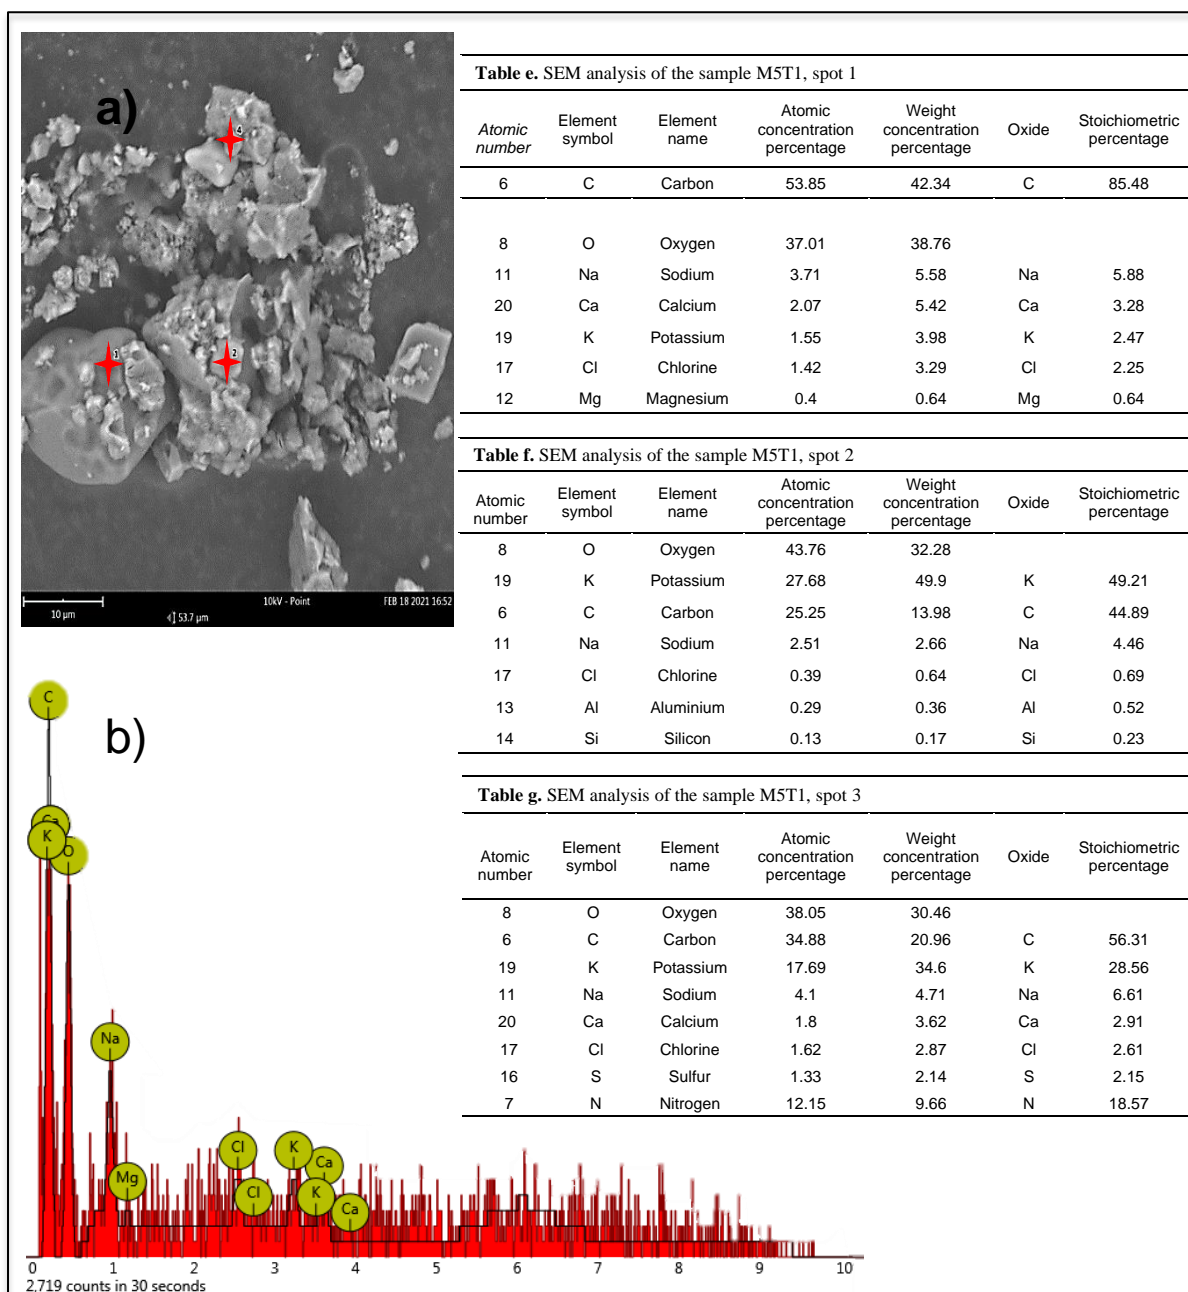 a)
4
1
2
10 µm
10kV - Point
FEB 18 2021 16:52
53.7 µm
Table e. SEM analysis of the sample M5T1, spot 1
Atomic number Element symbol Element name Atomic concentration percentage Weight concentration percentage Oxide Stoichiometric percentage
6 C Carbon 53.85 42.34 C 85.48
8 O Oxygen 37.01 38.76
11 Na Sodium 3.71 5.58 Na 5.88
20 Ca Calcium 2.07 5.42 Ca 3.28
19 K Potassium 1.55 3.98 K 2.47
17 Cl Chlorine 1.42 3.29 Cl 2.25
12 Mg Magnesium 0.4 0.64 Mg 0.64
Table f. SEM analysis of the sample M5T1, spot 2
Atomic number Element symbol Element name Atomic concentration percentage Weight concentration percentage Oxide Stoichiometric percentage
8 O Oxygen 43.76 32.28
19 K Potassium 27.68 49.9 K 49.21
6 C Carbon 25.25 13.98 C 44.89
11 Na Sodium 2.51 2.66 Na 4.46
17 Cl Chlorine 0.39 0.64 Cl 0.69
13 Al Aluminium 0.29 0.36 Al 0.52
14 Si Silicon 0.13 0.17 Si 0.23
Table g. SEM analysis of the sample M5T1, spot 3
Atomic number Element symbol Element name Atomic concentration percentage Weight concentration percentage Oxide Stoichiometric percentage
8 O Oxygen 38.05 30.46
6 C Carbon 34.88 20.96 C 56.31
19 K Potassium 17.69 34.6 K 28.56
11 Na Sodium 4.1 4.71 Na 6.61
20 Ca Calcium 1.8 3.62 Ca 2.91
17 Cl Chlorine 1.62 2.87 Cl 2.61
16 S Sulfur 1.33 2.14 S 2.15
7 N Nitrogen 12.15 9.66 N 18.57
b)
C
Ca
K
O
Na
Mg
Cl
Cl
K
K
Ca
Ca
0 1 2 3 4 5 6 7 8 9 10
2,719 counts in 30 seconds